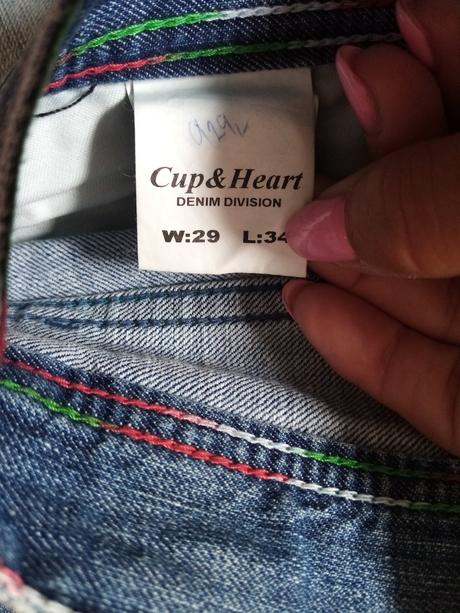 Cup & Heart
DENIM DIVISION
W:29 L:34